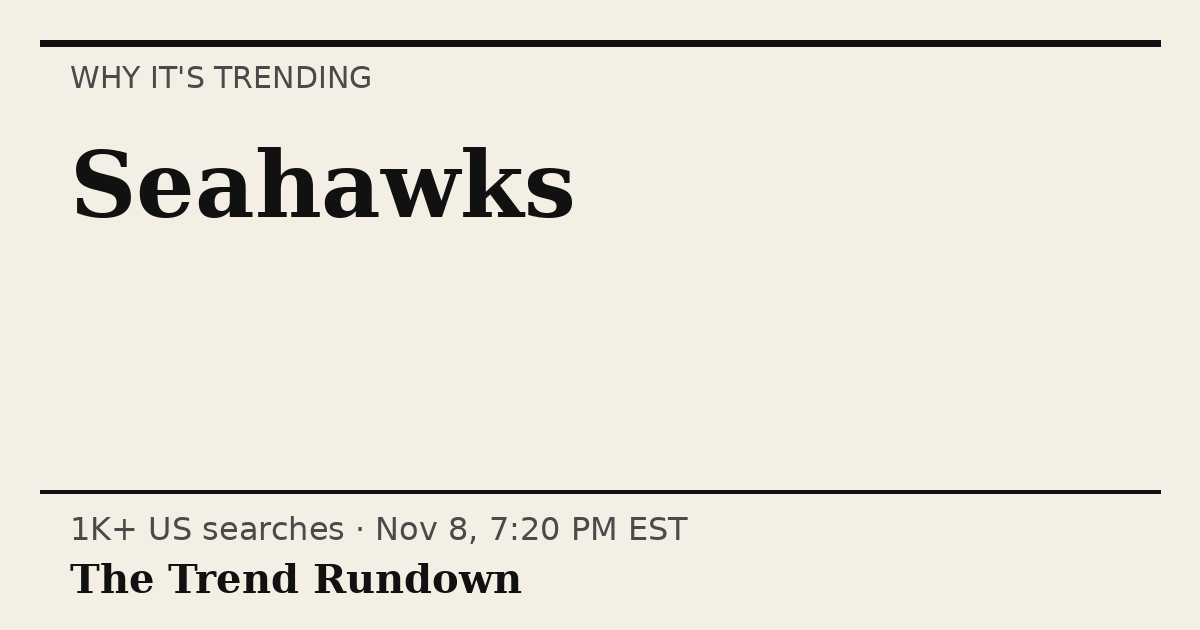 WHY IT'S TRENDING
Seahawks
1K+ US searches · Nov 8, 7:20 PM EST
The Trend Rundown